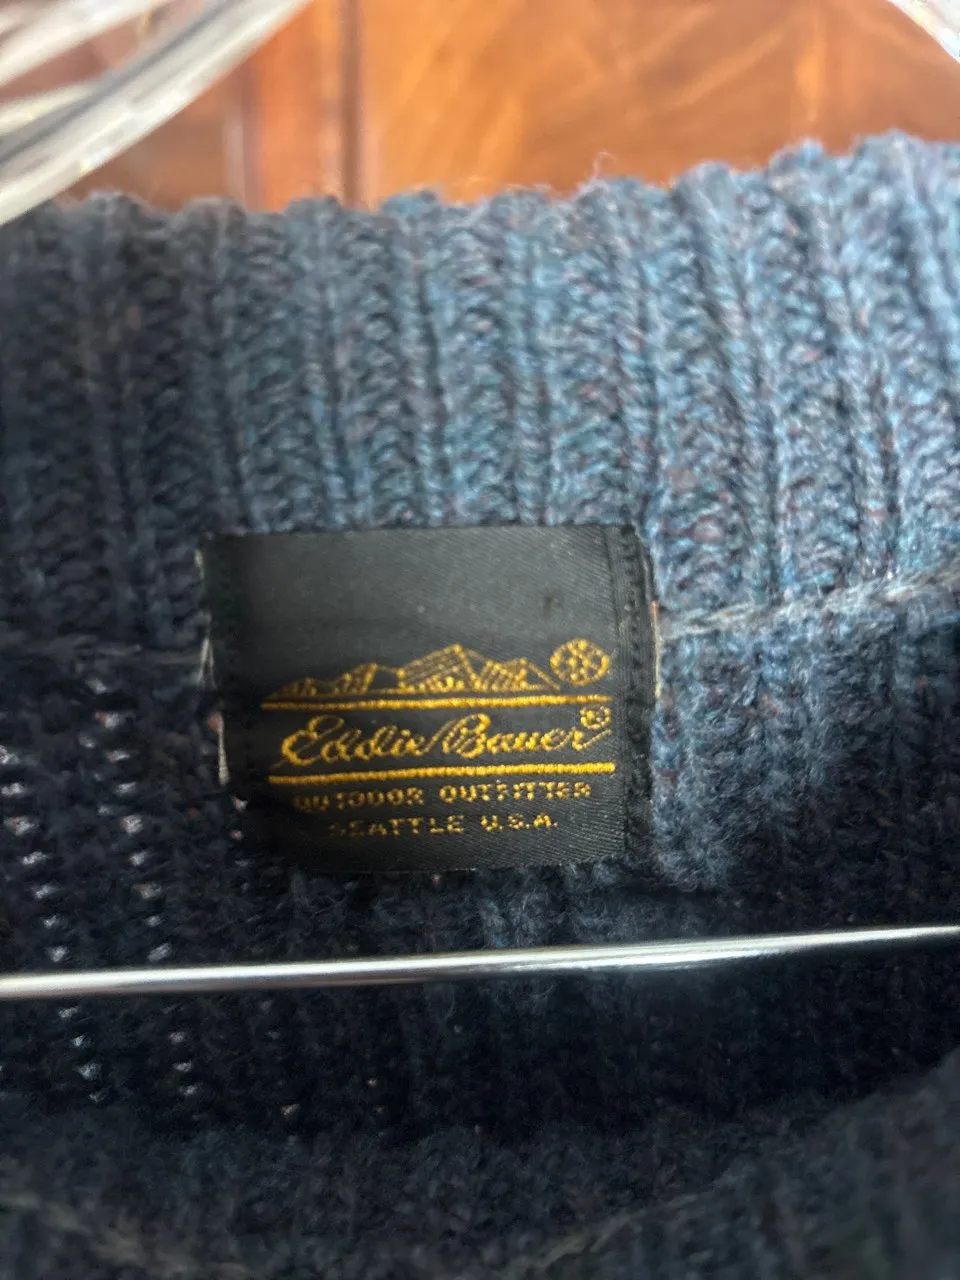 Eddie Bauer®
OUTDOOR OUTFITTER
SEATTLE U.S.A.